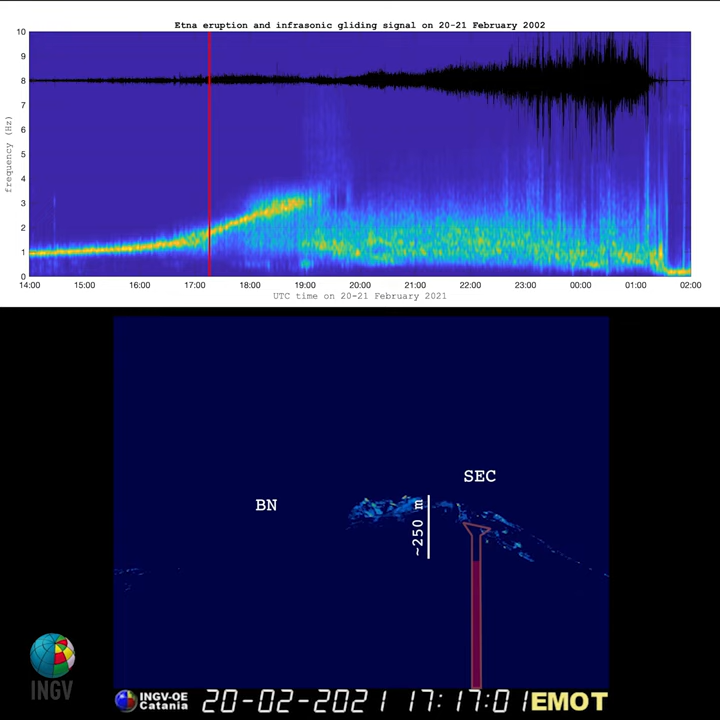 Etna eruption and infrasonic gliding signal on 20-21 February 2002
10
9
8
7
6
5
4
3
2
1
0
frequency (Hz)
14:00 15:00 16:00 17:00 18:00 19:00 20:00 21:00 22:00 23:00 00:00 01:00 02:00
UTC time on 20-21 February 2021
BN
SEC
~250 m
INGV
INGV-OE
Catania
20-02-2021 17:17:01 EMOT